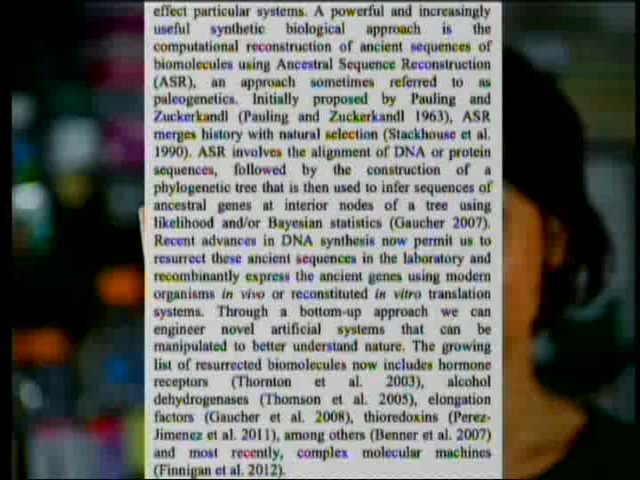 effect particular systems. A powerful and increasingly
useful synthetic biological approach is the
computational reconstruction of ancient sequences of
biomolecules using Ancestral Sequence Reconstruction
(ASR), an approach sometimes referred to as
paleogenetics. Initially proposed by Pauling and
Zuckerkandl (Pauling and Zuckerkandl 1963), ASR
merges history with natural selection (Stackhouse et al.
1990). ASR involves the alignment of DNA or protein
sequences, followed by the construction of a
phylogenetic tree that is then used to infer sequences of
ancestral genes at interior nodes of a tree using
likelihood and/or Bayesian statistics (Gaucher 2007).
Recent advances in DNA synthesis now permit us to
resurrect these ancient sequences in the laboratory and
recombinantly express the ancient genes using modern
organisms in vivo or reconstituted in vitro translation
systems. Through a bottom-up approach we can
engineer novel artificial systems that can be
manipulated to better understand nature. The growing
list of resurrected biomolecules now includes hormone
receptors (Thornton et al. 2003), alcohol
dehydrogenases (Thomson et al. 2005), elongation
factors (Gaucher et al. 2008), thioredoxins (Perez-
Jimenez et al. 2011), among others (Benner et al. 2007)
and most recently, complex molecular machines
(Finnigan et al. 2012).